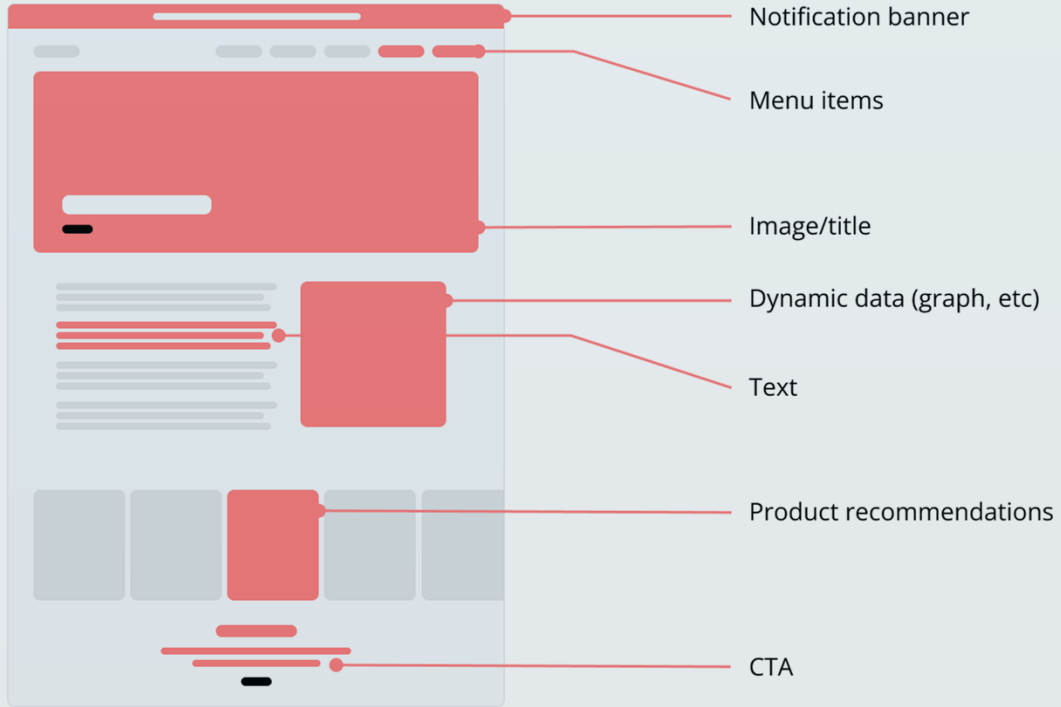 Notification banner
Menu items
Image/title
Dynamic data (graph, etc)
Text
Product recommendations
CTA